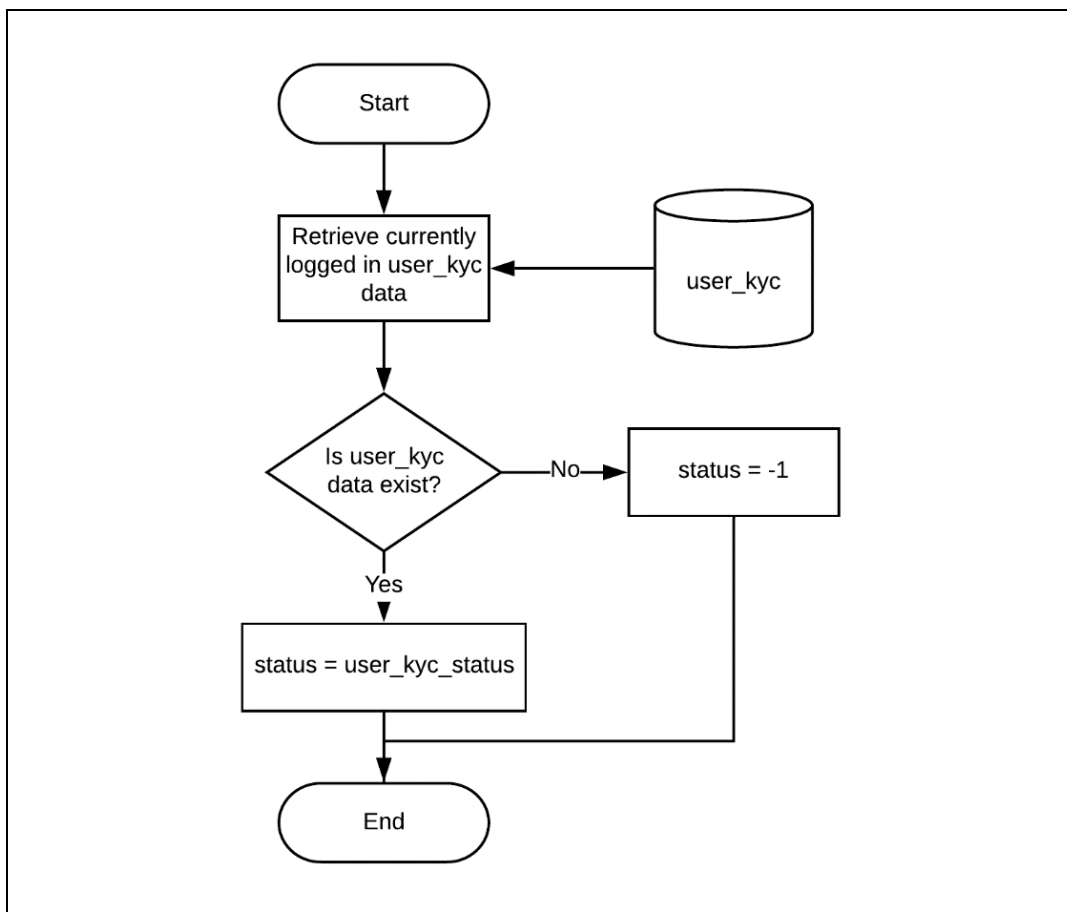 Start
Retrieve currently
logged in user_kyc
data
user_kyc
Is user_kyc
data exist?
No
status = -1
Yes
status = user_kyc_status
End